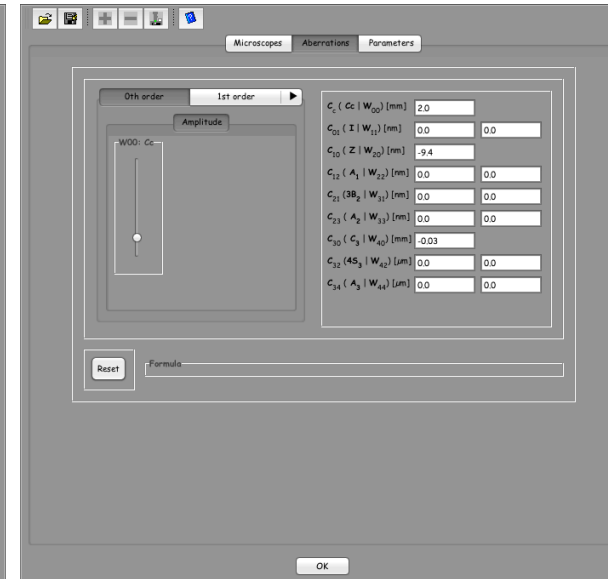 Microscopes Aberrations Parameters
0th order 1st order
Amplitude
W00: Cc
C_c ( Cc | W_00) [mm] 2.0
C_01 ( I | W_11) [nm] 0.0 0.0
C_10 ( Z | W_20) [nm] -9.4
C_12 ( A_1 | W_22) [nm] 0.0 0.0
C_21 (3B_2 | W_31) [nm] 0.0 0.0
C_23 ( A_2 | W_33) [nm] 0.0 0.0
C_30 ( C_3 | W_40) [mm] -0.03
C_32 (4S_3 | W_42) [μm] 0.0 0.0
C_34 ( A_3 | W_44) [μm] 0.0 0.0
Reset Formula
OK